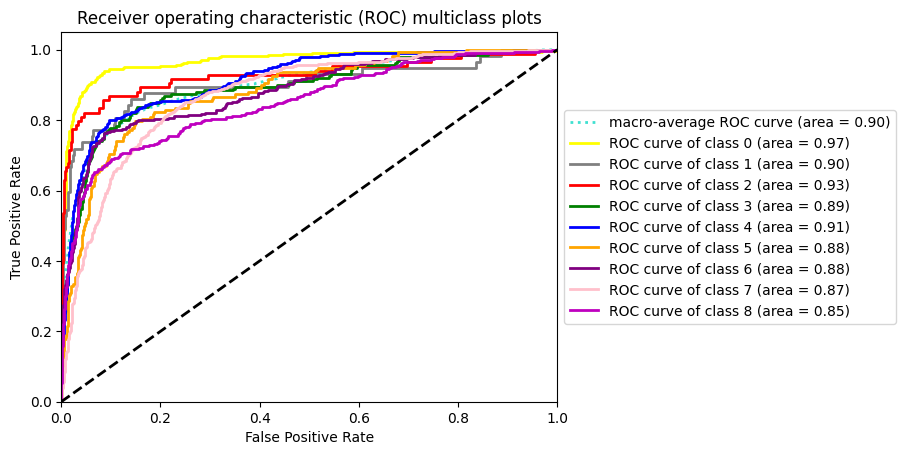 Receiver operating characteristic (ROC) multiclass plots
True Positive Rate
1.0
0.8
0.6
0.4
0.2
0.0
0.0 0.2 0.4 0.6 0.8 1.0
False Positive Rate
macro-average ROC curve (area = 0.90)
ROC curve of class 0 (area = 0.97)
ROC curve of class 1 (area = 0.90)
ROC curve of class 2 (area = 0.93)
ROC curve of class 3 (area = 0.89)
ROC curve of class 4 (area = 0.91)
ROC curve of class 5 (area = 0.88)
ROC curve of class 6 (area = 0.88)
ROC curve of class 7 (area = 0.87)
ROC curve of class 8 (area = 0.85)